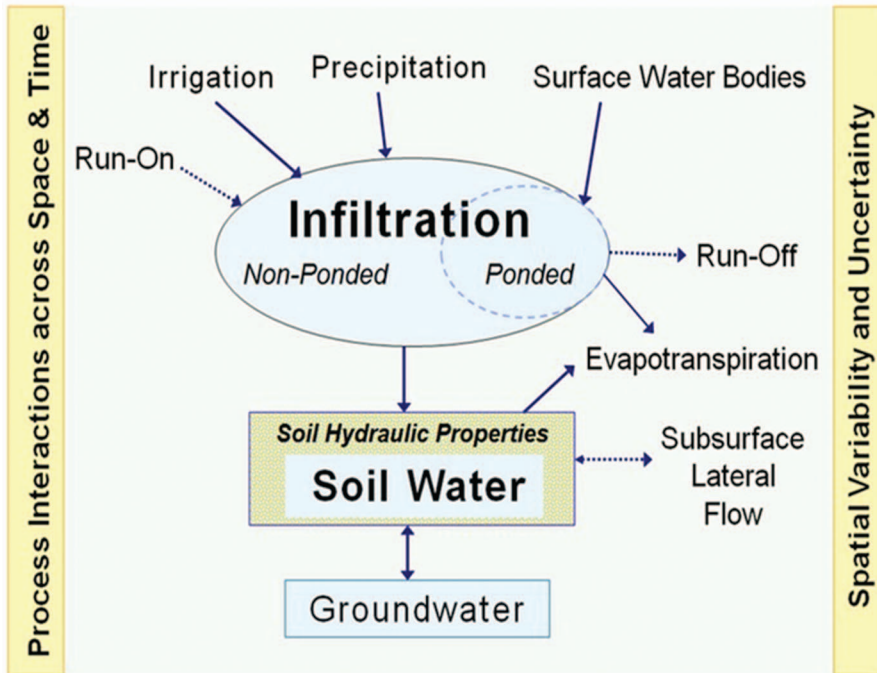 Process Interactions across Space & Time
Irrigation
Precipitation
Surface Water Bodies
Run-On
Infiltration
Non-Ponded
Ponded
Run-Off
Evapotranspiration
Soil Hydraulic Properties
Soil Water
Subsurface
Lateral
Flow
Groundwater
Spatial Variability and Uncertainty